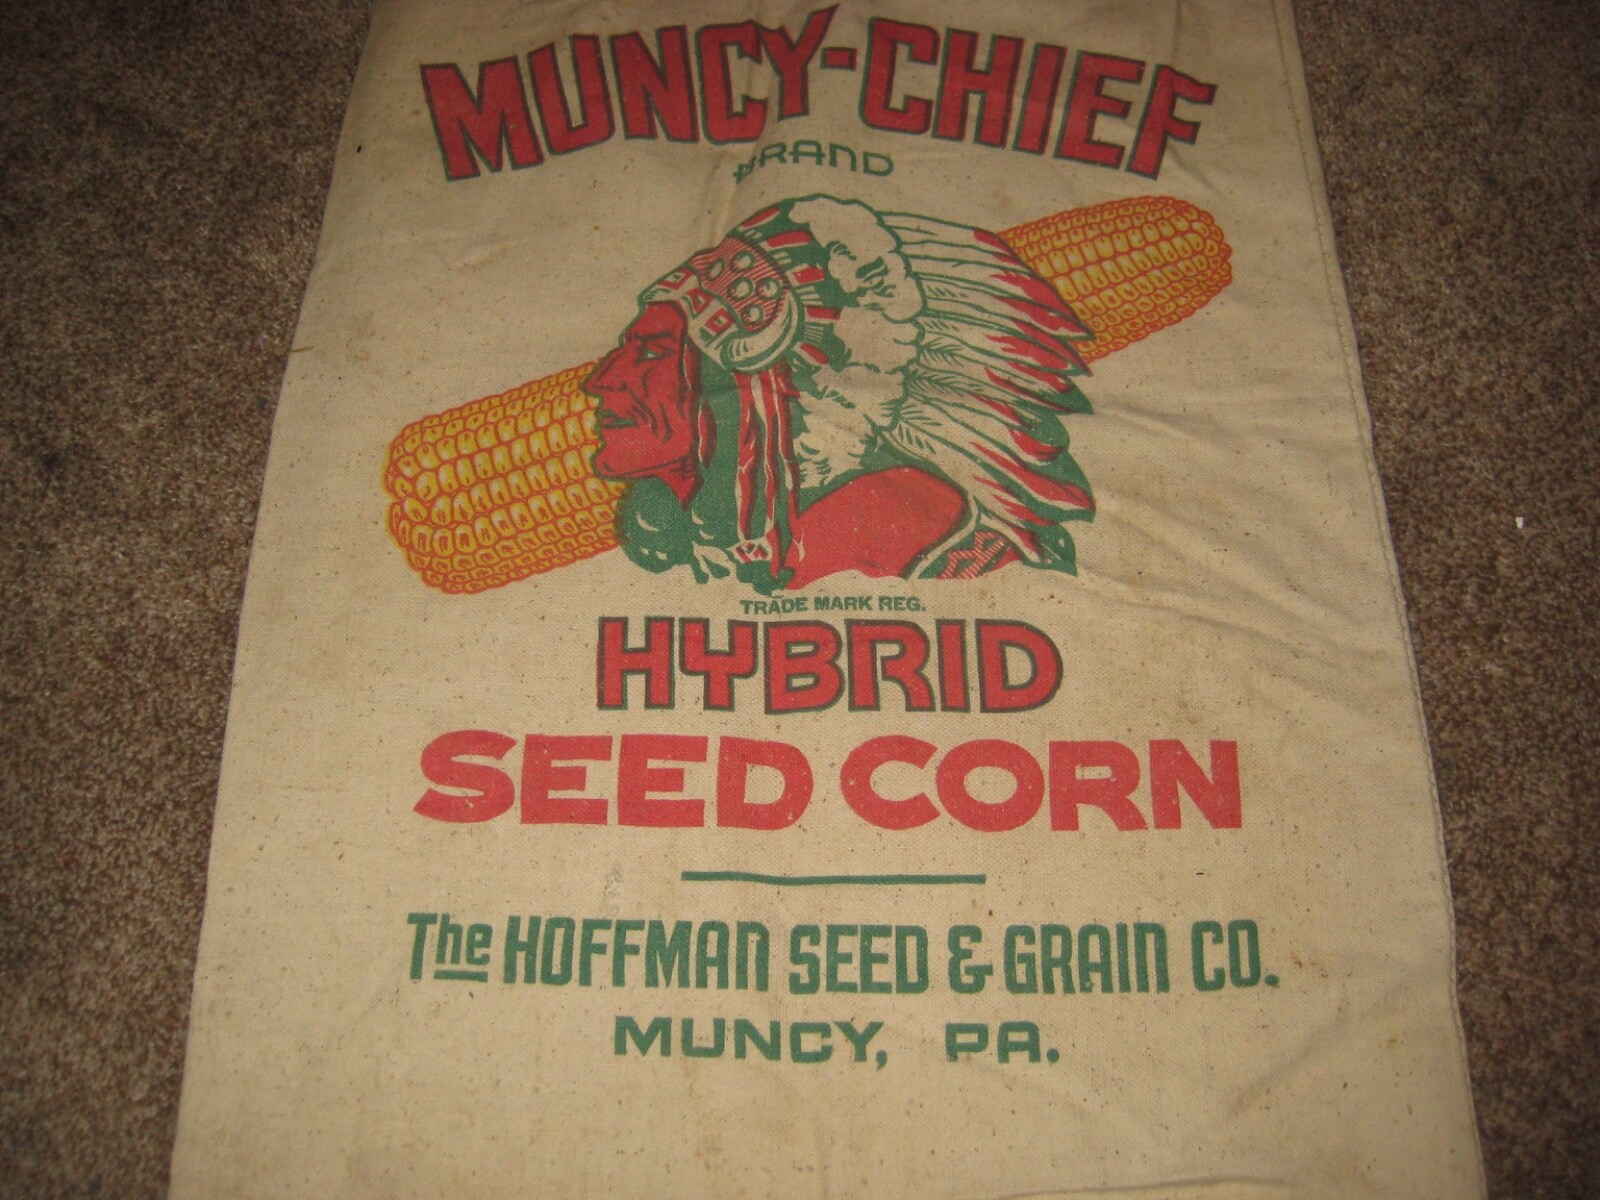 MUNCY-CHIEF
BRAND
TRADE MARK REG.
HYBRID
SEED CORN
The HOFFMAN SEED & GRAIN CO.
MUNCY, PA.